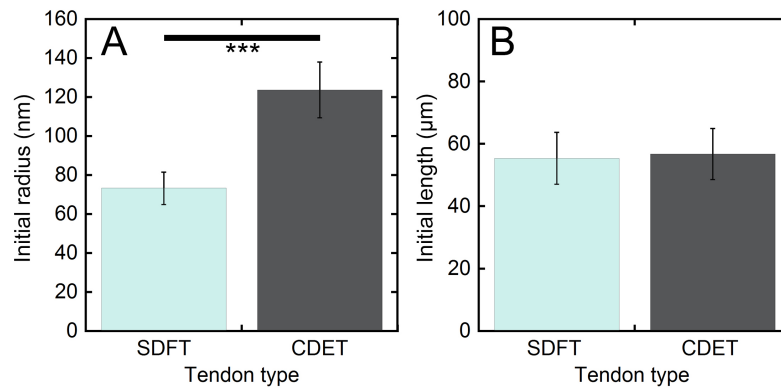 A
***
160
140
120
100
80
60
40
20
0
Initial radius (nm)
SDFT CDET
Tendon type
B
100
80
60
40
20
0
Initial length (µm)
SDFT CDET
Tendon type